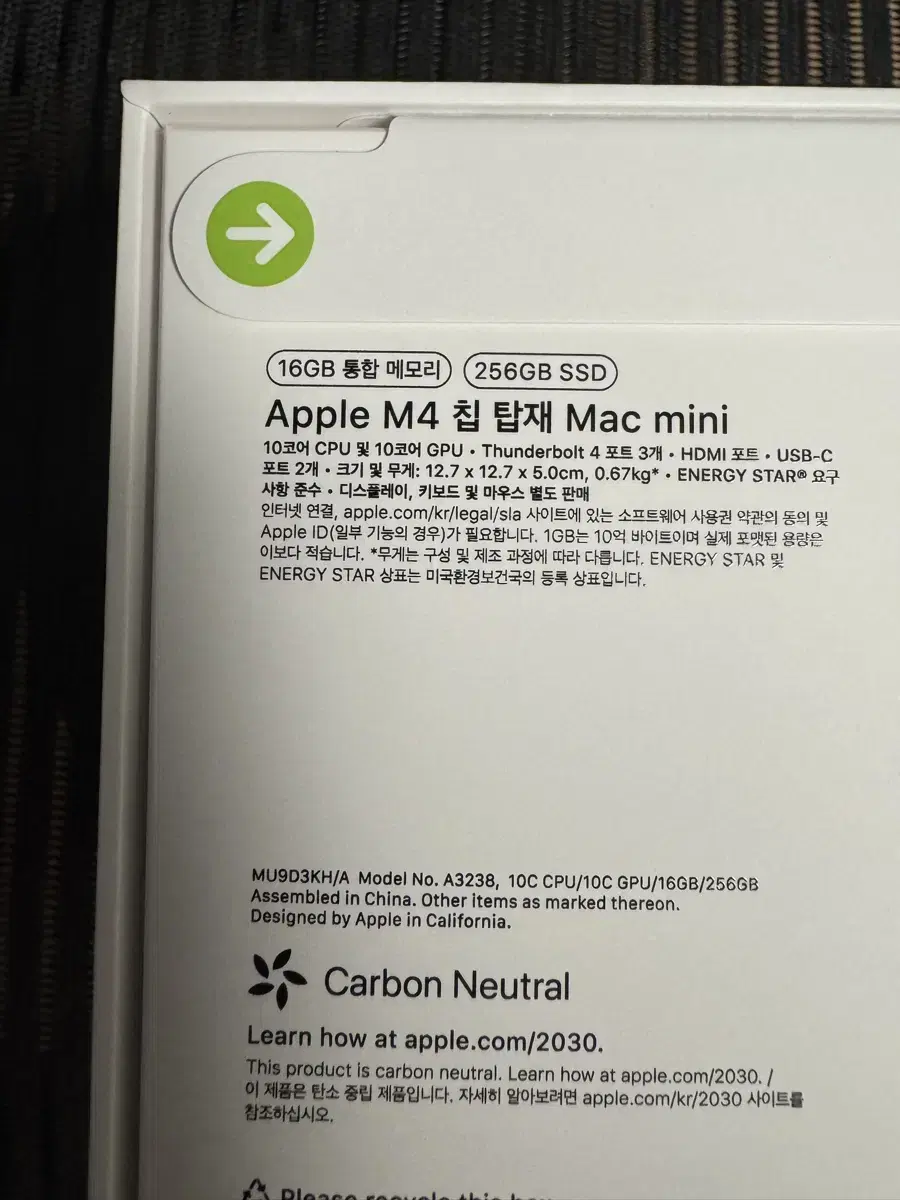 16GB 통합 메모리 256GB SSD
Apple M4 칩 탑재 Mac mini
10코어 CPU 및 10코어 GPU • Thunderbolt 4 포트 3개 • HDMI 포트 • USB-C
포트 2개 • 크기 및 무게: 12.7 x 12.7 x 5.0cm, 0.67kg* • ENERGY STAR® 요구
사항 준수 • 디스플레이, 키보드 및 마우스 별도 판매
인터넷 연결, apple.com/kr/legal/sla 사이트에 있는 소프트웨어 사용권 약관의 동의 및
Apple ID(일부 기능의 경우)가 필요합니다. 1GB는 10억 바이트이며 실제 포맷된 용량은
이보다 적습니다. *무게는 구성 및 제조 과정에 따라 다릅니다. ENERGY STAR 및
ENERGY STAR 상표는 미국환경보건국의 등록 상표입니다.
MU9D3KH/A Model No. A3238, 10C CPU/10C GPU/16GB/256GB
Assembled in China. Other items as marked thereon.
Designed by Apple in California.
Carbon Neutral
Learn how at apple.com/2030.
This product is carbon neutral. Learn how at apple.com/2030. /
이 제품은 탄소 중립 제품입니다. 자세히 알아보려면 apple.com/kr/2030 사이트를
참조하십시오.
Please recycle this box